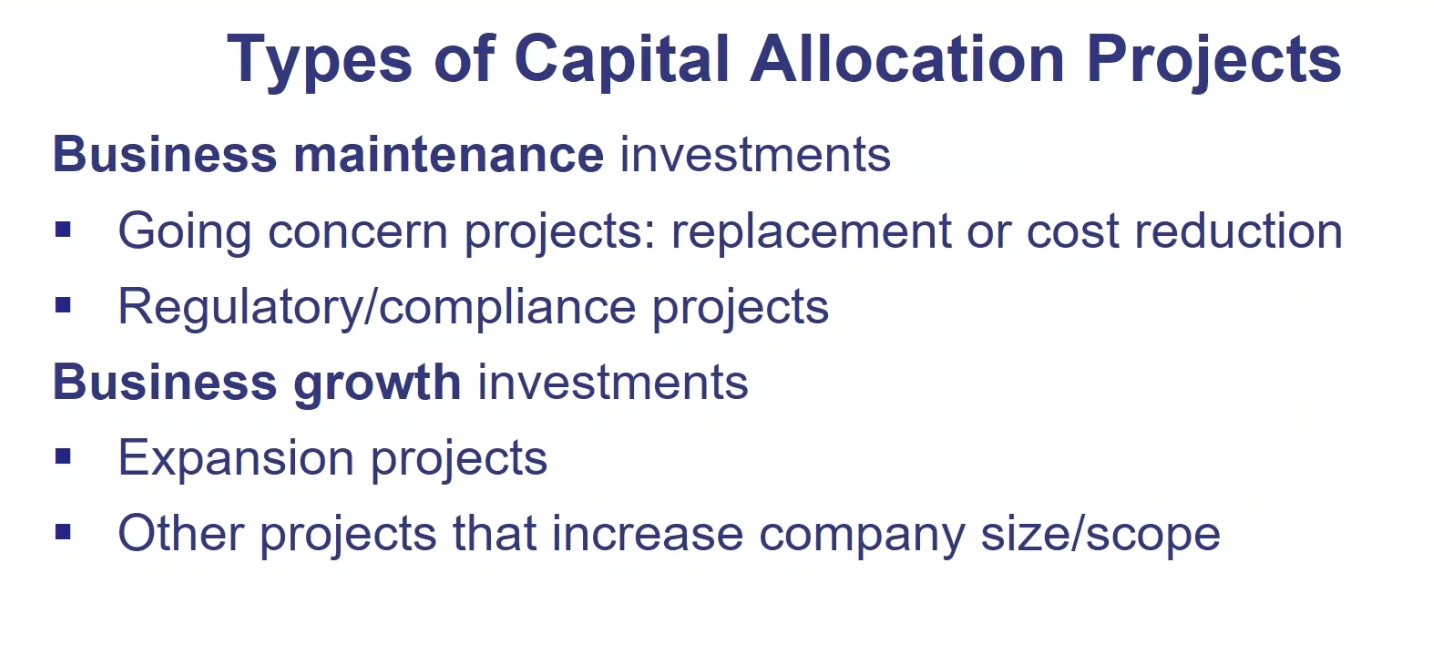 Types of Capital Allocation Projects
Business maintenance investments
▪ Going concern projects: replacement or cost reduction
▪ Regulatory/compliance projects
Business growth investments
▪ Expansion projects
▪ Other projects that increase company size/scope